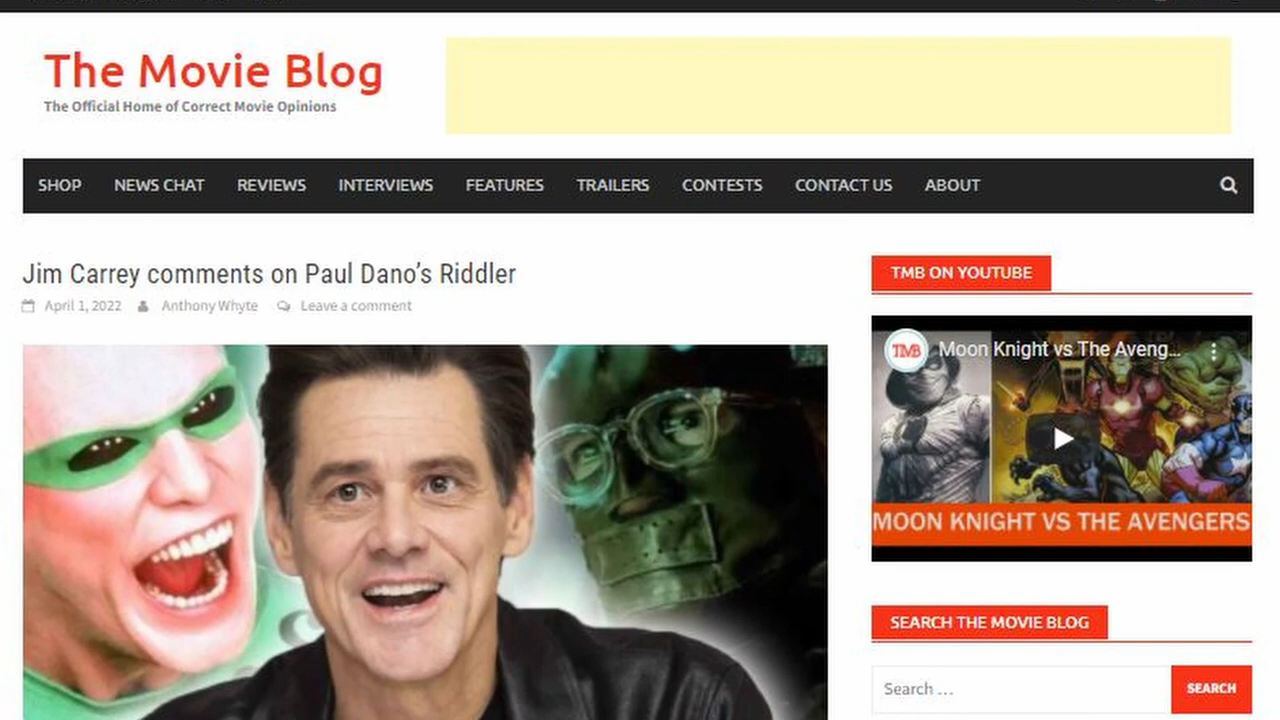 The Movie Blog
The Official Home of Correct Movie Opinions
SHOP NEWS CHAT REVIEWS INTERVIEWS FEATURES TRAILERS CONTESTS CONTACT US ABOUT
Jim Carrey comments on Paul Dano's Riddler
April 1, 2022 Anthony Whyte Leave a comment
TMB ON YOUTUBE
TMB Moon Knight vs The Aveng...
MOON KNIGHT VS THE AVENGERS
SEARCH THE MOVIE BLOG
Search ... SEARCH